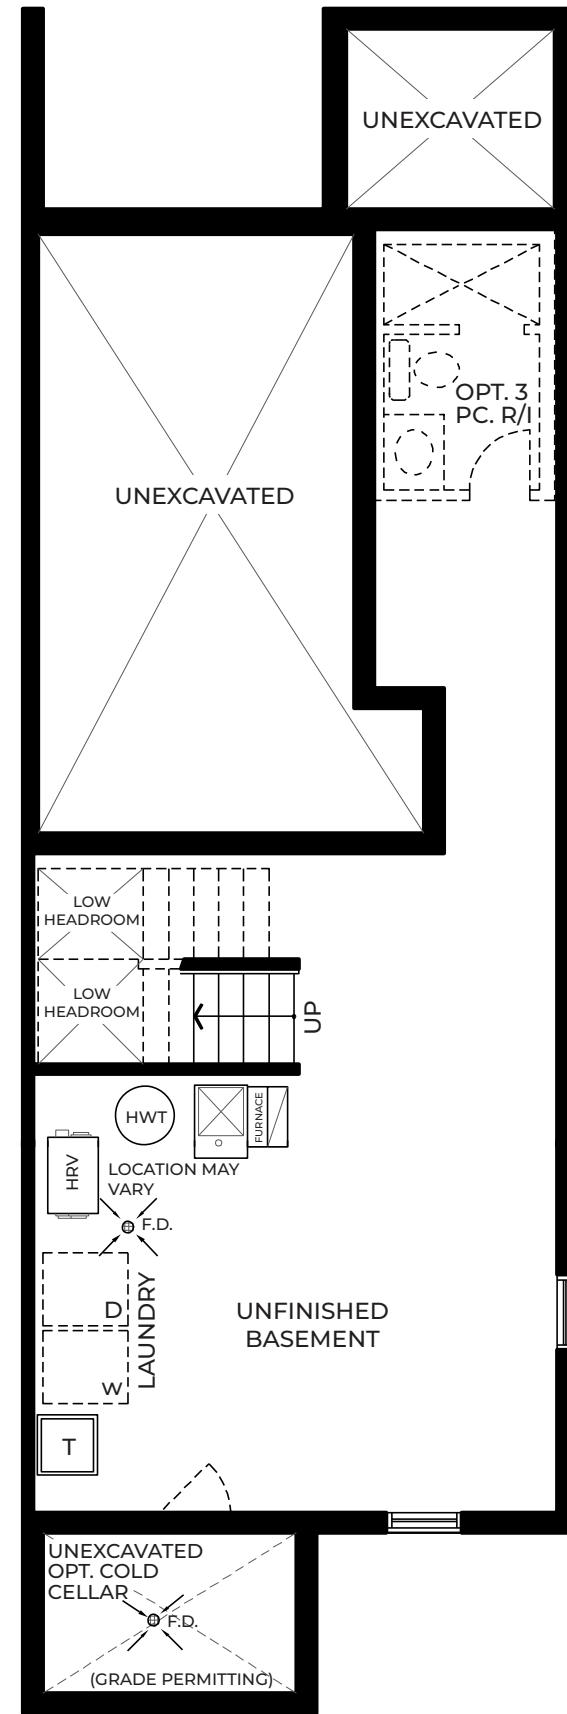 UNEXCAVATED
OPT. 3
PC. R/I
UNEXCAVATED
LOW
HEADROOM
LOW
HEADROOM
UP
HWT
FURNACE
HRV
LOCATION MAY
VARY
F.D.
D
LAUNDRY
W
UNFINISHED
BASEMENT
T
UNEXCAVATED
OPT. COLD
CELLAR
F.D.
(GRADE PERMITTING)